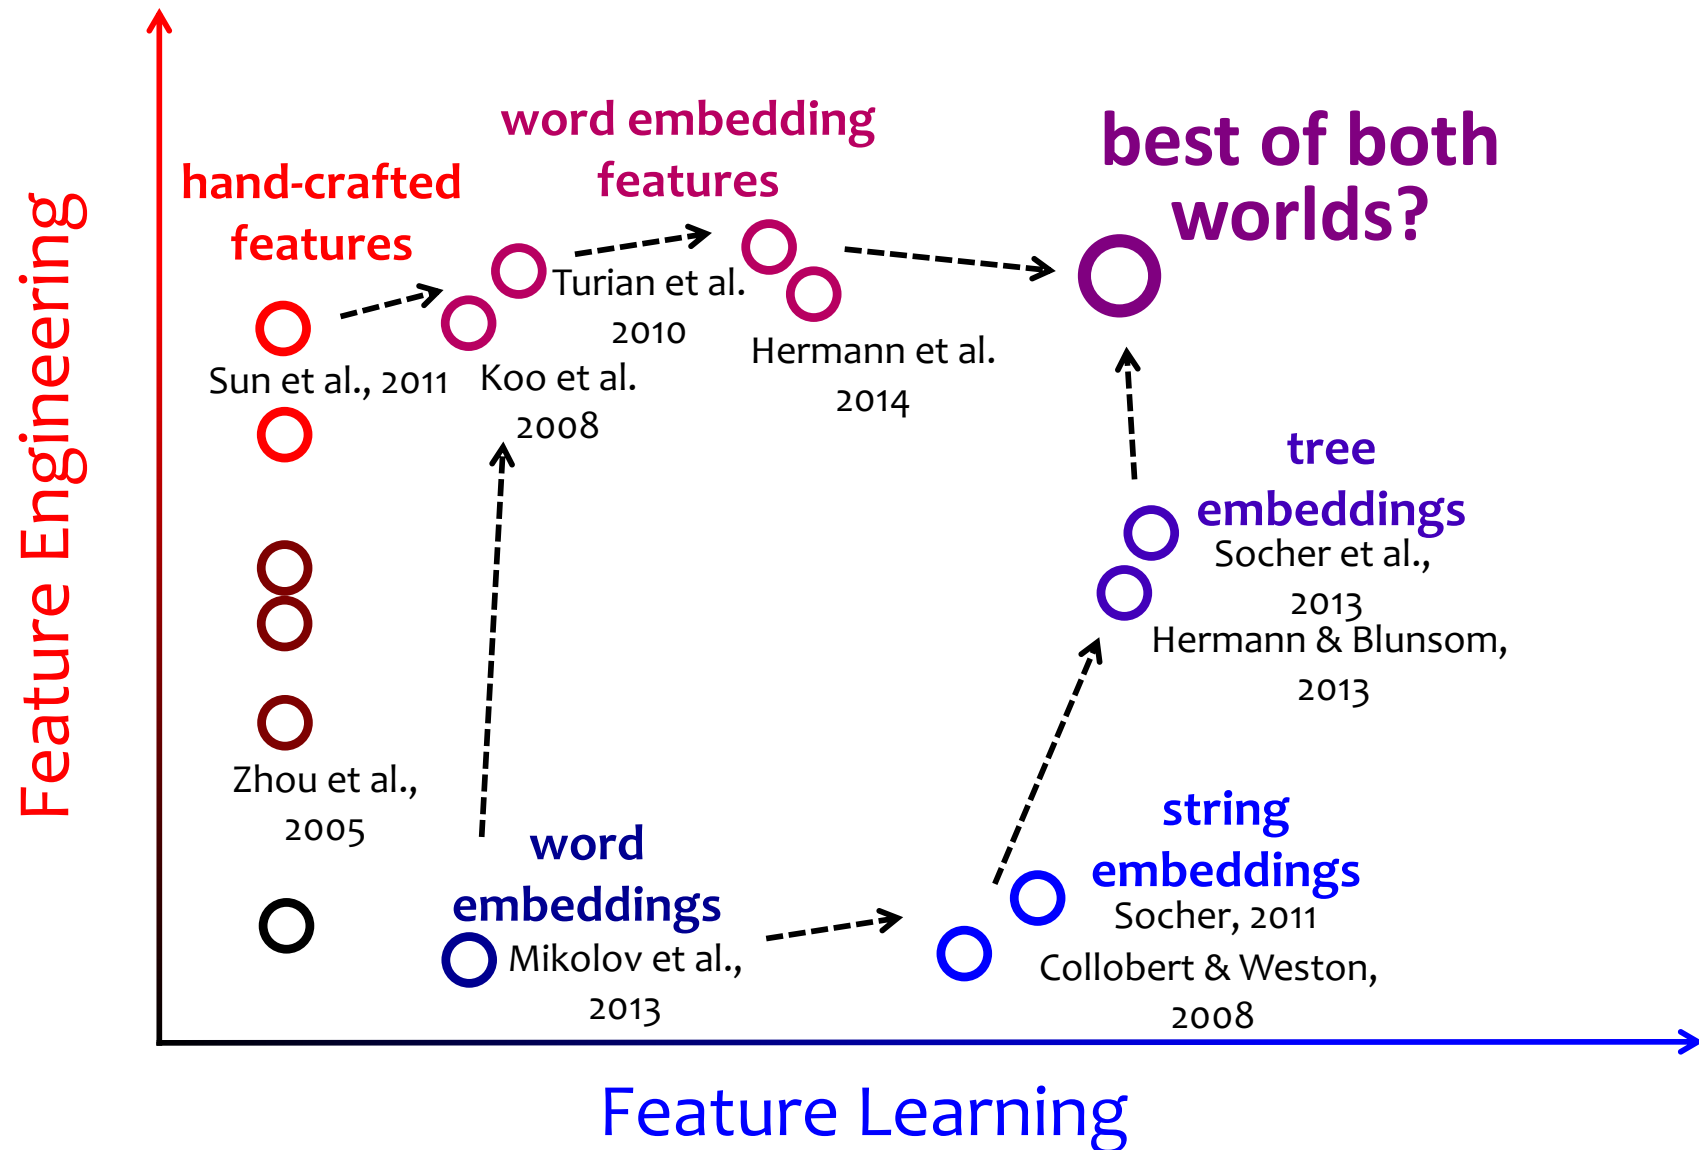 Feature Engineering
hand-crafted
features
Sun et al., 2011
Zhou et al.,
2005
word embedding
features
Turian et al.
2010
Koo et al.
2008
Hermann et al.
2014
best of both
worlds?
tree
embeddings
Socher et al.,
2013
Hermann & Blunsom,
2013
word
embeddings
Mikolov et al.,
2013
string
embeddings
Socher, 2011
Collobert & Weston,
2008
Feature Learning